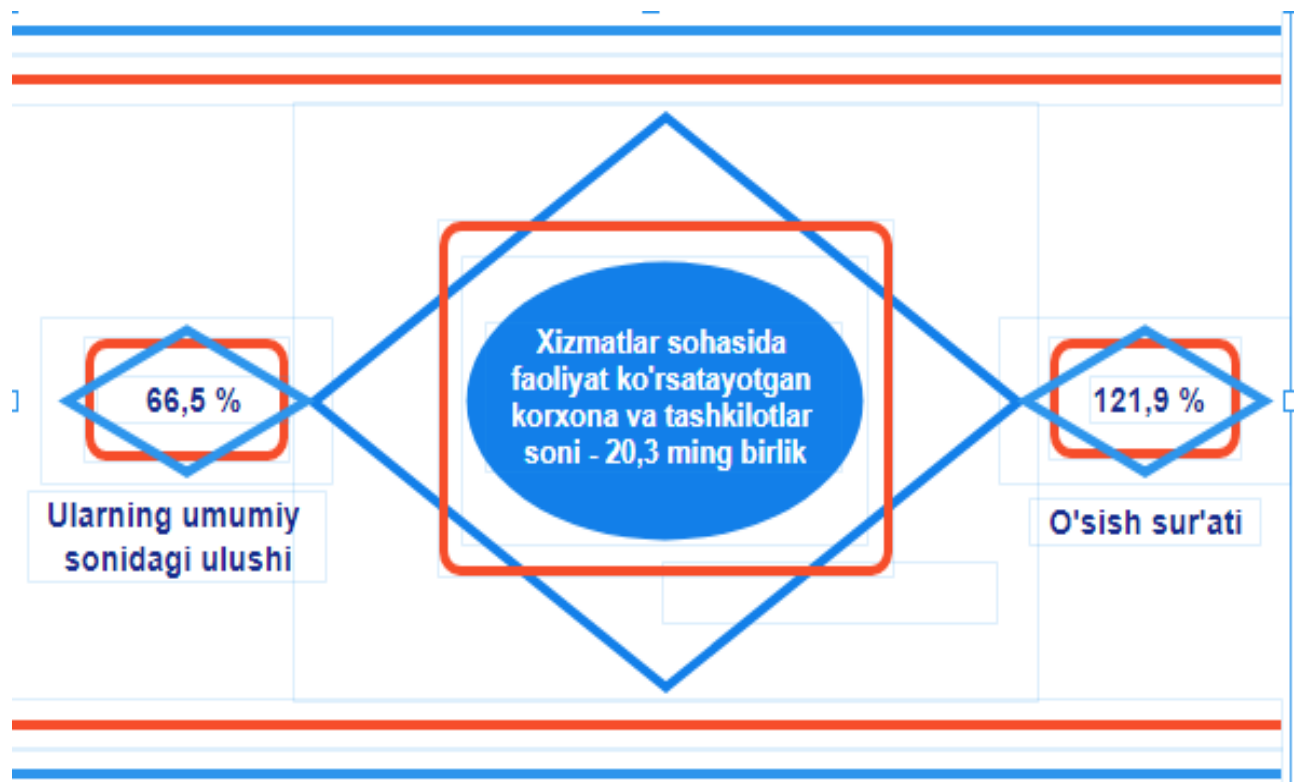 Xizmatlar sohasida
faoliyat ko'rsatayotgan
korxona va tashkilotlar
soni - 20,3 ming birlik
66,5 %
Ularning umumiy
sonidagi ulushi
121,9 %
O'sish sur'ati